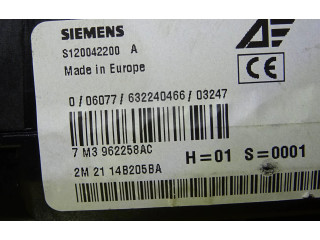 SIEMENS
S120042200 A
Made in Europe
CE
0 / 06077 / 632240466 / 03247
7 M3 962258AC
H=01 S=0001
2M 21 14B205BA